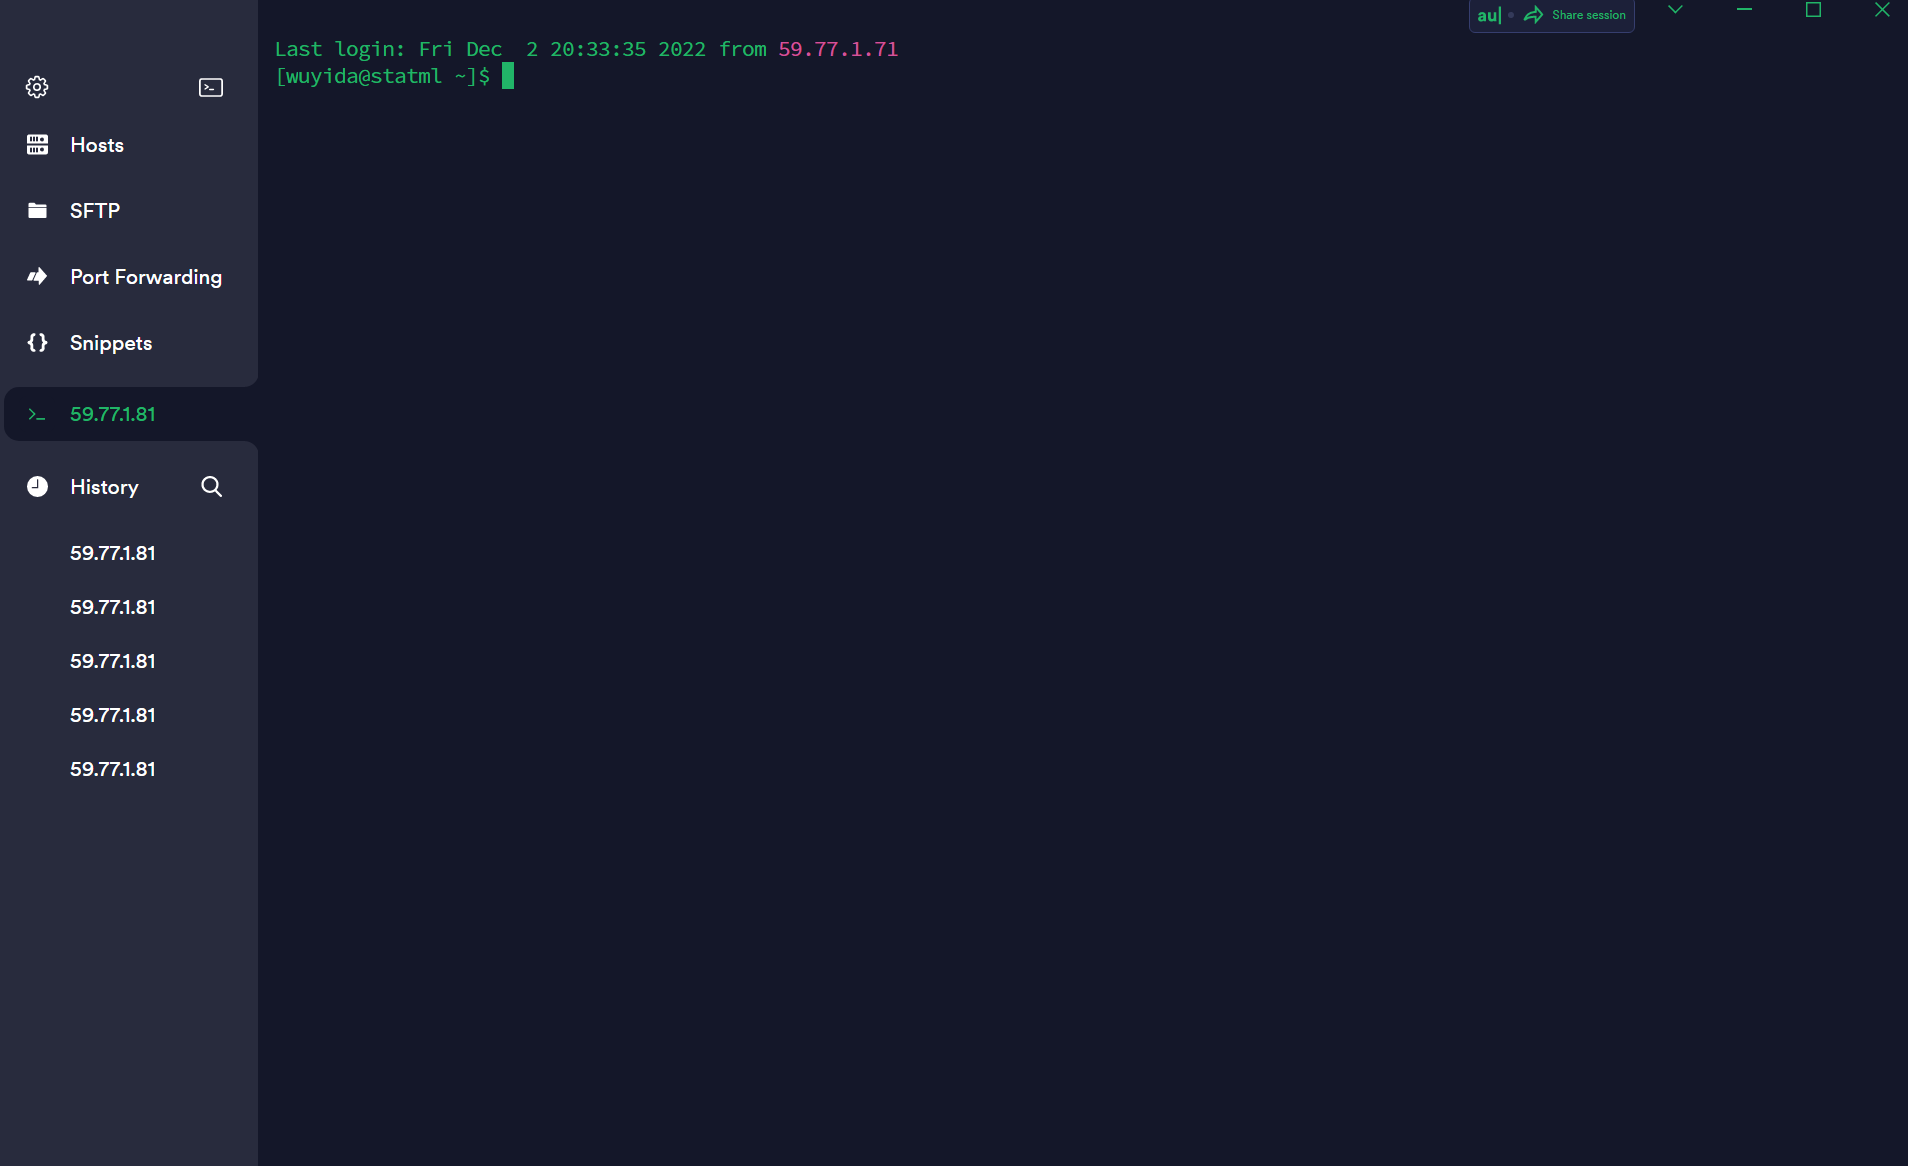 au| Share session
Last login: Fri Dec  2 20:33:35 2022 from 59.77.1.71
[wuyida@statml ~]$
Hosts
SFTP
Port Forwarding
{} Snippets
>_ 59.77.1.81
History
59.77.1.81
59.77.1.81
59.77.1.81
59.77.1.81
59.77.1.81